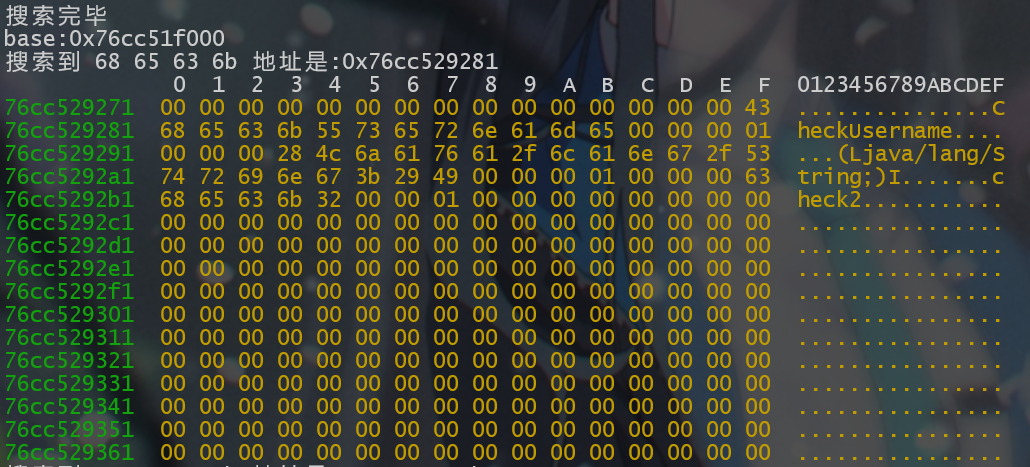 搜索完毕
base:0x76cc51f000
搜索到 68 65 63 6b 地址是:0x76cc529281
0 1 2 3 4 5 6 7 8 9 A B C D E F 0123456789ABCDEF
76cc529271 00 00 00 00 00 00 00 00 00 00 00 00 00 00 00 43 ...............C
76cc529281 68 65 63 6b 55 73 65 72 6e 61 6d 65 00 00 00 01 heckUsername....
76cc529291 00 00 00 28 4c 6a 61 76 61 2f 6c 61 6e 67 2f 53 ...(Ljava/lang/S
76cc5292a1 74 72 69 6e 67 3b 29 49 00 00 00 01 00 00 00 63 tring;)I.......c
76cc5292b1 68 65 63 6b 32 00 00 01 00 00 00 00 00 00 00 00 heck2...........
76cc5292c1 00 00 00 00 00 00 00 00 00 00 00 00 00 00 00 00 ................
76cc5292d1 00 00 00 00 00 00 00 00 00 00 00 00 00 00 00 00 ................
76cc5292e1 00 00 00 00 00 00 00 00 00 00 00 00 00 00 00 00 ................
76cc5292f1 00 00 00 00 00 00 00 00 00 00 00 00 00 00 00 00 ................
76cc529301 00 00 00 00 00 00 00 00 00 00 00 00 00 00 00 00 ................
76cc529311 00 00 00 00 00 00 00 00 00 00 00 00 00 00 00 00 ................
76cc529321 00 00 00 00 00 00 00 00 00 00 00 00 00 00 00 00 ................
76cc529331 00 00 00 00 00 00 00 00 00 00 00 00 00 00 00 00 ................
76cc529341 00 00 00 00 00 00 00 00 00 00 00 00 00 00 00 00 ................
76cc529351 00 00 00 00 00 00 00 00 00 00 00 00 00 00 00 00 ................
76cc529361 00 00 00 00 00 00 00 00 00 00 00 00 00 00 00 00 ................